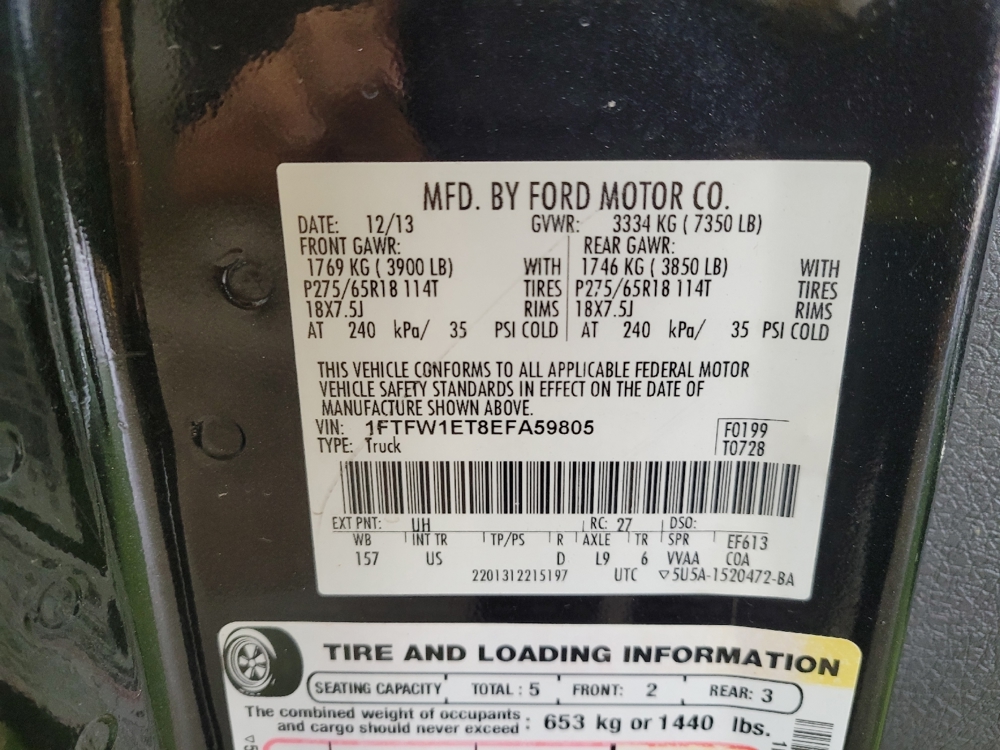 MFD. BY FORD MOTOR CO.
DATE: 12/13 GVWR: 3334 KG ( 7350 LB)
FRONT GAWR: REAR GAWR:
1769 KG ( 3900 LB) WITH 1746 KG ( 3850 LB) WITH
P275/65R18 114T TIRES P275/65R18 114T TIRES
18X7.5J RIMS 18X7.5J RIMS
AT 240 kPa/ 35 PSI COLD AT 240 kPa/ 35 PSI COLD
THIS VEHICLE CONFORMS TO ALL APPLICABLE FEDERAL MOTOR
VEHICLE SAFETY STANDARDS IN EFFECT ON THE DATE OF
MANUFACTURE SHOWN ABOVE.
VIN: 1FTFW1ET8EFA59805 F0199
TYPE: Truck T0728
EXT PNT: UH RC: 27 DSO:
WB INT TR TP/PS R AXLE TR SPR EF613
157 US D L9 6 VVAA COA
2201312215197 UTC ▽5U5A-1520472-BA
TIRE AND LOADING INFORMATION
SEATING CAPACITY TOTAL : 5 FRONT: 2 REAR: 3
The combined weight of occupants
and cargo should never exceed : 653 kg or 1440 lbs.